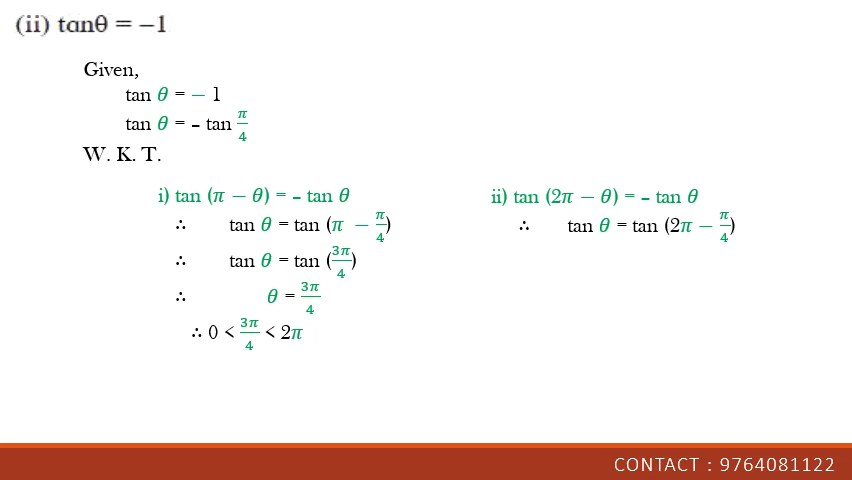 (ii) tanθ = −1
Given,
tan θ = − 1
tan θ = – tan π/4
W. K. T.
i) tan (π − θ) = – tan θ
∴ tan θ = tan (π − π/4)
∴ tan θ = tan (3π/4)
∴ θ = 3π/4
∴ 0 < 3π/4 < 2π
ii) tan (2π − θ) = – tan θ
∴ tan θ = tan (2π − π/4)
CONTACT : 9764081122